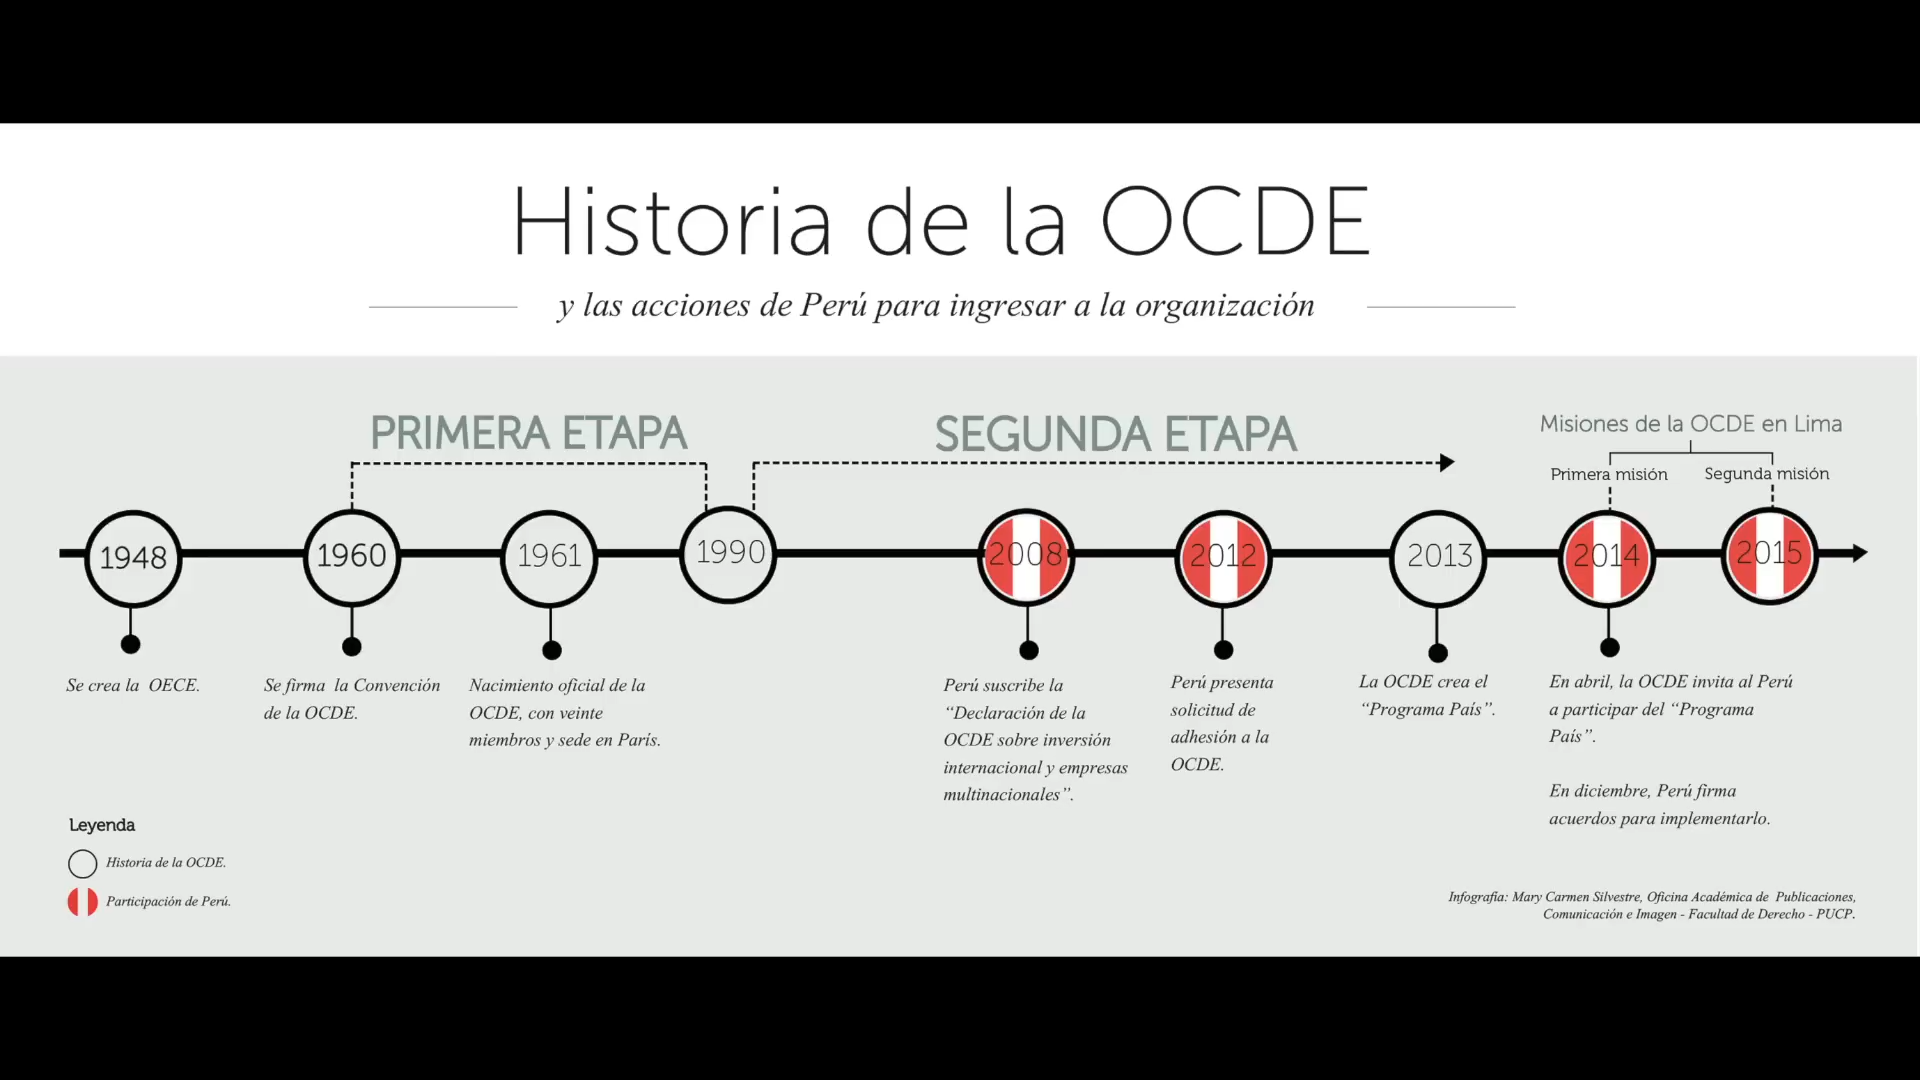 Historia de la OCDE
y las acciones de Perú para ingresar a la organización
PRIMERA ETAPA
SEGUNDA ETAPA
Misiones de la OCDE en Lima
Primera misión
Segunda misión
1948
1960
1961
1990
2008
2012
2013
2014
2015
Se crea la OECE.
Se firma la Convención
de la OCDE.
Nacimiento oficial de la
OCDE, con veinte
miembros y sede en París.
Perú suscribe la
“Declaración de la
OCDE sobre inversión
internacional y empresas
multinacionales”.
Perú presenta
solicitud de
adhesión a la
OCDE.
La OCDE crea el
“Programa País”.
En abril, la OCDE invita al Perú
a participar del “Programa
País”.
En diciembre, Perú firma
acuerdos para implementarlo.
Leyenda
Historia de la OCDE.
Participación de Perú.
Infografía: Mary Carmen Silvestre, Oficina Académica de Publicaciones,
Comunicación e Imagen - Facultad de Derecho - PUCP.